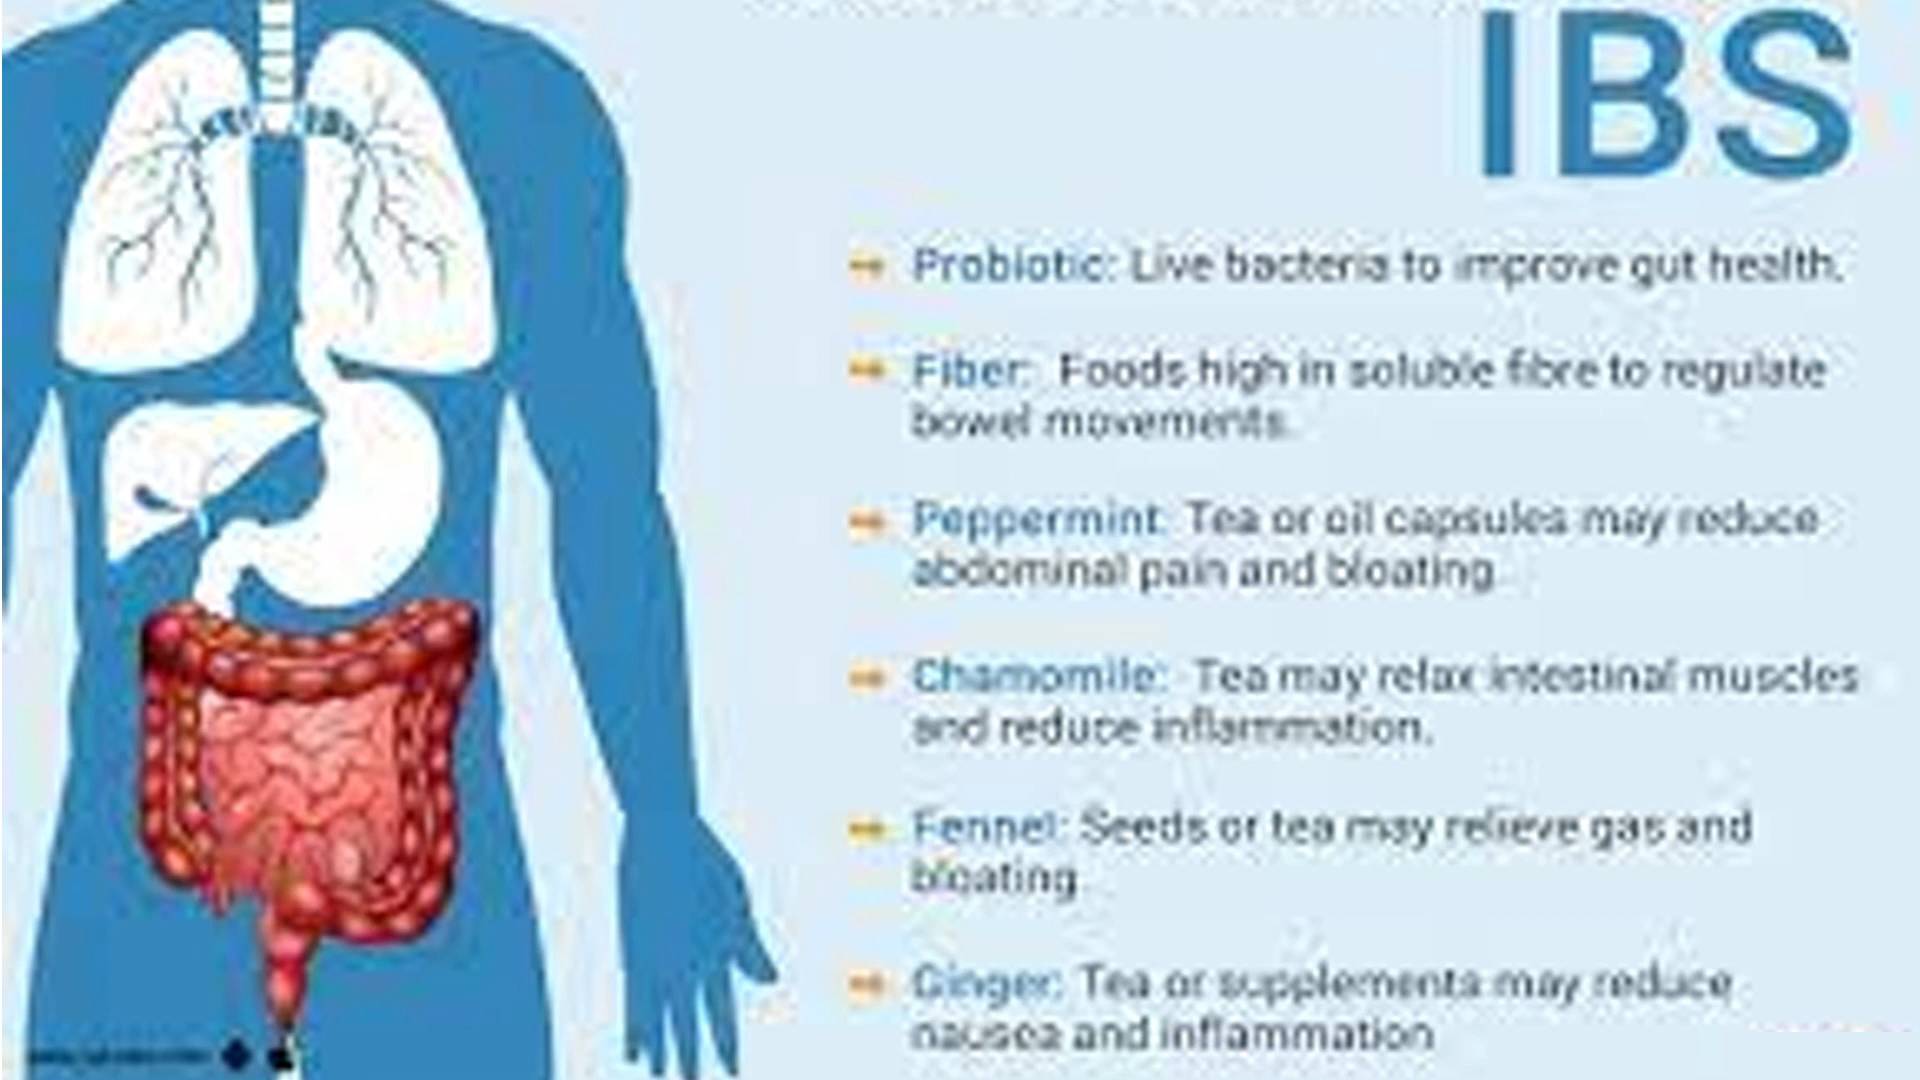 IBS
Probiotic: Live bacteria to improve gut health.
Fiber: Foods high in soluble fibre to regulate
bowel movements.
Peppermint: Tea or oil capsules may reduce
abdominal pain and bloating
Chamomile: Tea may relax intestinal muscles
and reduce inflammation.
Fennel: Seeds or tea may relieve gas and
bloating
Ginger: Tea or supplements may reduce
nausea and inflammation